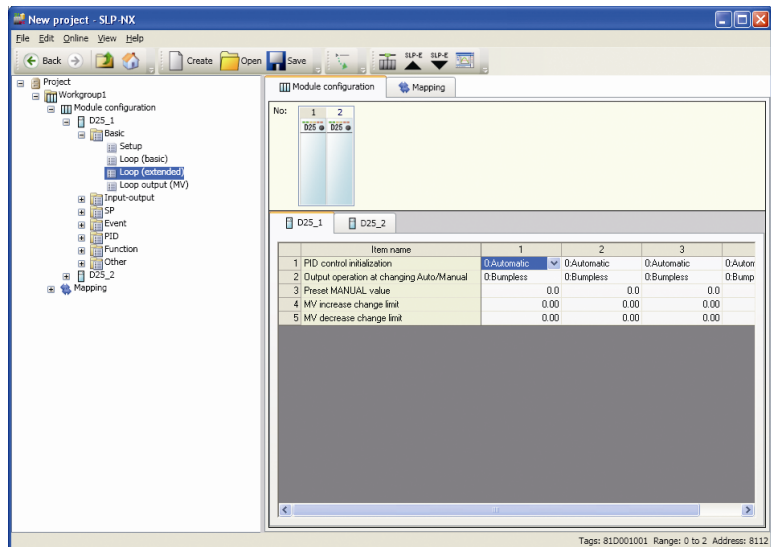 New project - SLP-NX
File Edit Online View Help
Back Create Open Save SLP-E SLP-E
Project
Workgroup1
Module configuration
D25_1
Basic
Setup
Loop (basic)
Loop (extended)
Loop output (MV)
Input-output
SP
Event
PID
Function
Other
D25_2
Mapping
Module configuration Mapping
No: 1 2
D25 D25
D25_1 D25_2
Item name 1 2 3
1 PID control initialization 0:Automatic 0:Automatic 0:Automatic 0:Autom
2 Output operation at changing Auto/Manual 0:Bumpless 0:Bumpless 0:Bumpless 0:Bump
3 Preset MANUAL value 0.0 0.0 0.0
4 MV increase change limit 0.00 0.00 0.00
5 MV decrease change limit 0.00 0.00 0.00
Tags: 81D001001 Range: 0 to 2 Address: 8112